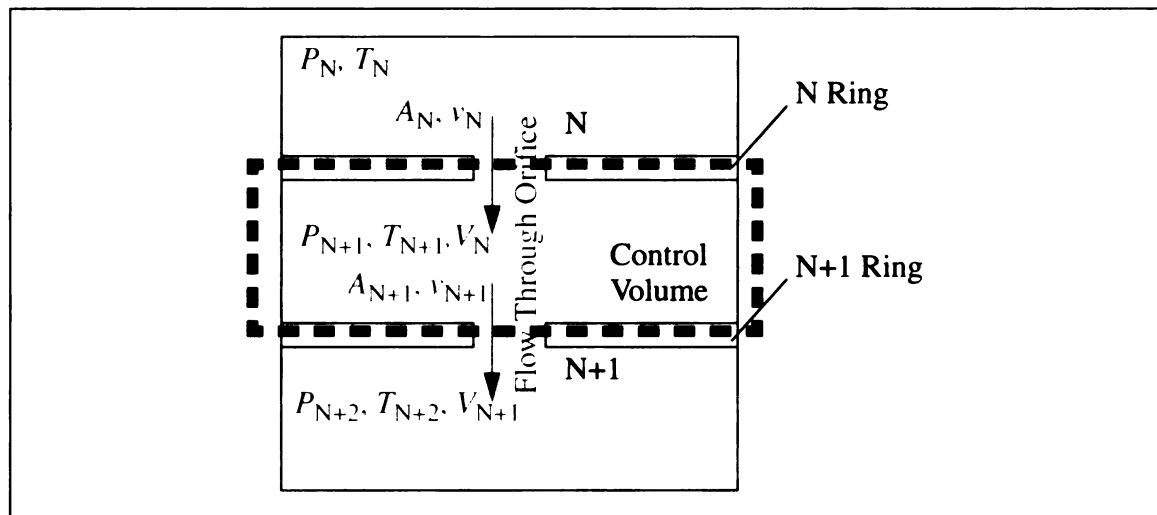 P_N, T_N
A_N, v_N
N
N Ring
Flow Through Orifice
P_N+1, T_N+1, V_N
Control
Volume
N+1 Ring
A_N+1, v_N+1
N+1
P_N+2, T_N+2, V_N+1